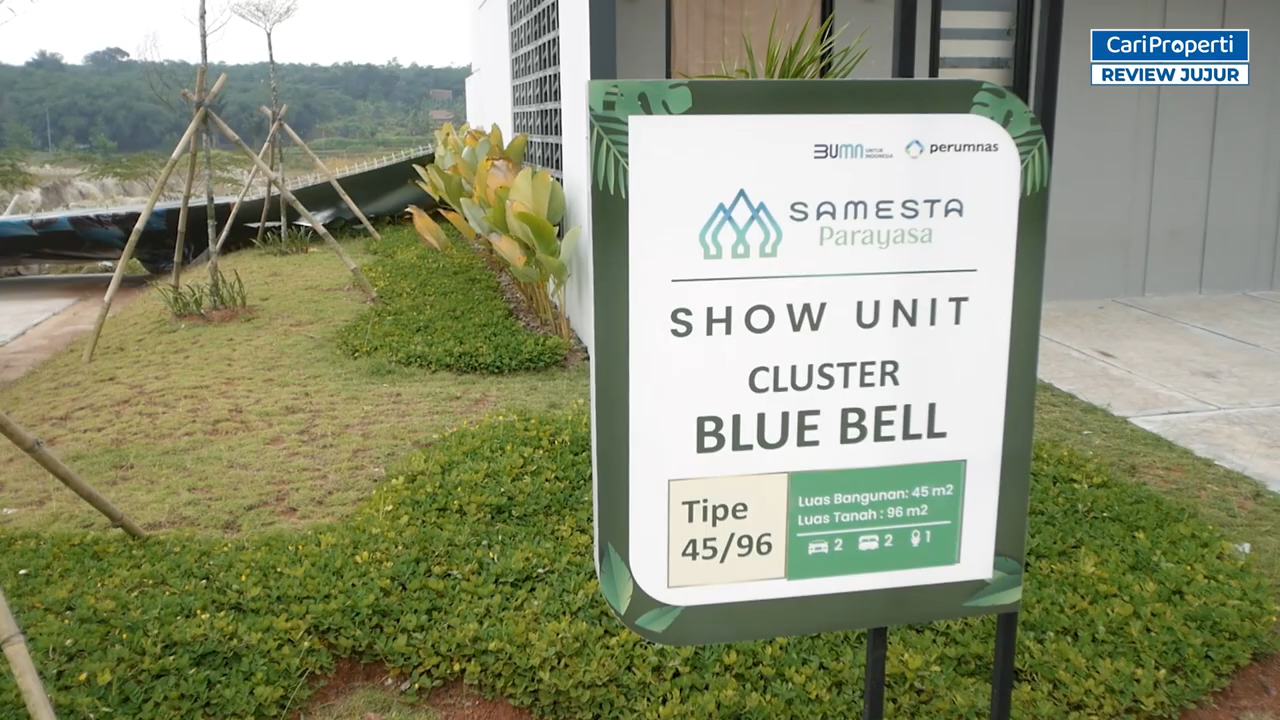 CariProperti
REVIEW JUJUR
BUMN UNTUK INDONESIA
perumnas
SAMESTA
Parayasa
SHOW UNIT
CLUSTER
BLUE BELL
Tipe
45/96
Luas Bangunan: 45 m2
Luas Tanah : 96 m2
2 2 1